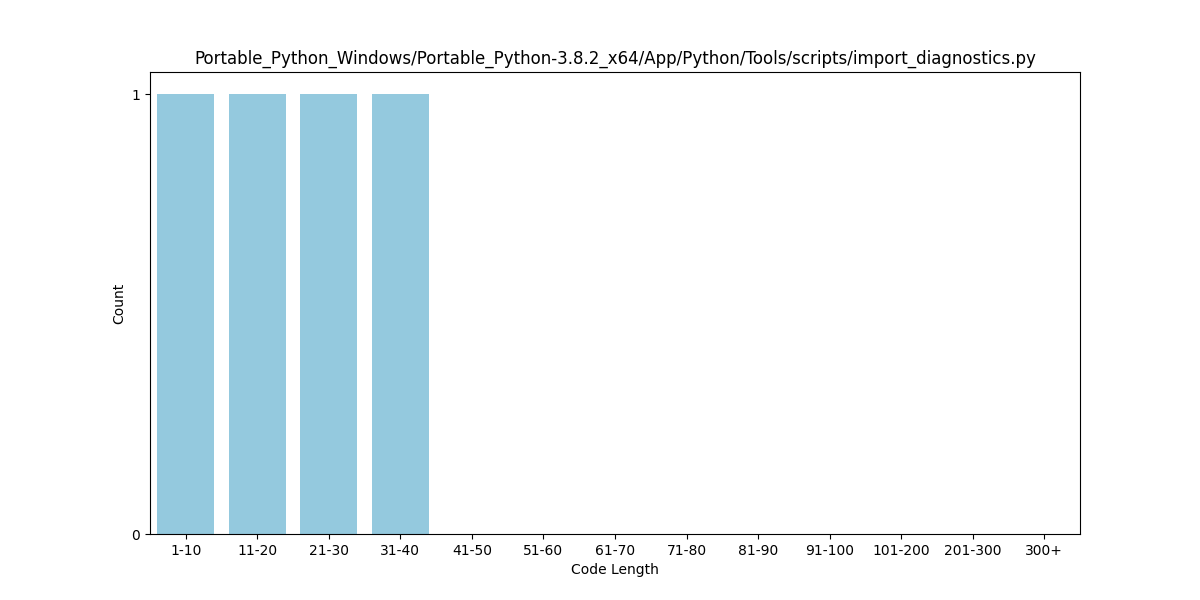 Portable_Python_Windows/Portable_Python-3.8.2_x64/App/Python/Tools/scripts/import_diagnostics.py
1
Count
0
1-10 11-20 21-30 31-40 41-50 51-60 61-70 71-80 81-90 91-100 101-200 201-300 300+
Code Length